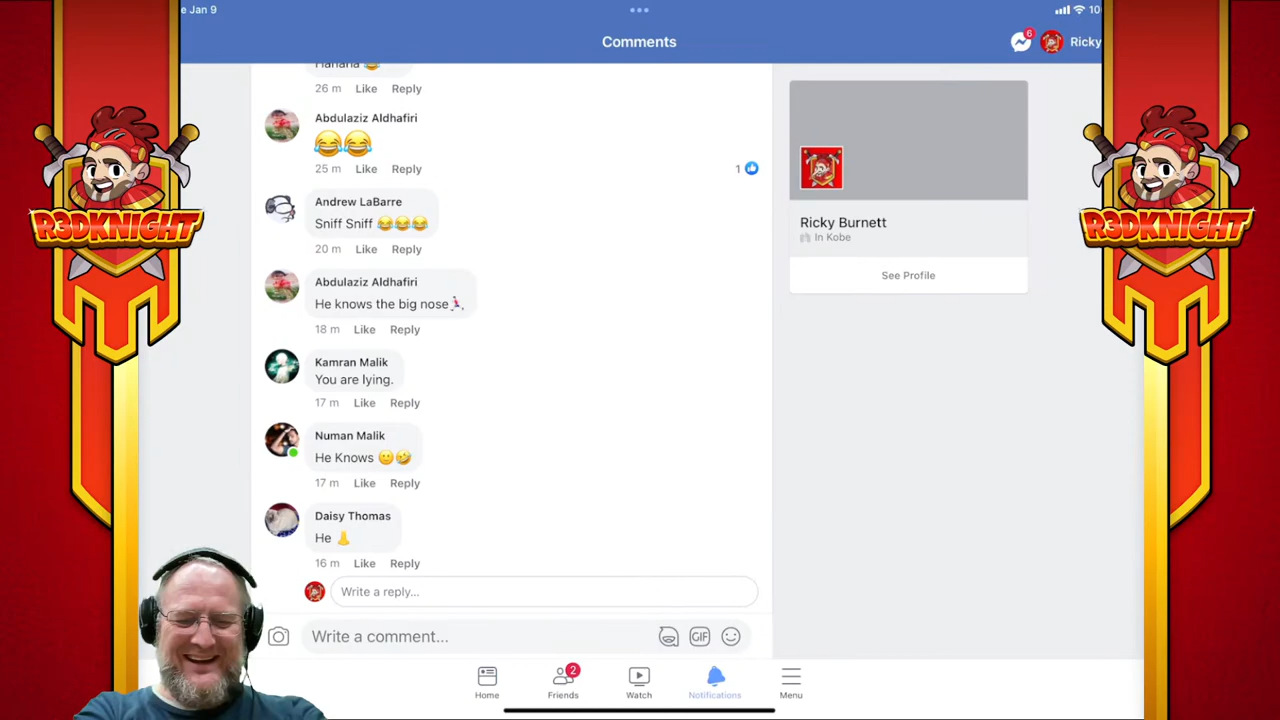 e Jan 9
10
Comments
6
Ricky
Hahaha 😂
26 m Like Reply
Abdulaziz Aldhafiri
😂😂
25 m Like Reply
1
Andrew LaBarre
Sniff Sniff 😂😂😂
20 m Like Reply
Abdulaziz Aldhafiri
He knows the big nose🏃🏻‍♀️
18 m Like Reply
Kamran Malik
You are lying.
17 m Like Reply
Numan Malik
He Knows 🙂🤣
17 m Like Reply
Daisy Thomas
He 👃
16 m Like Reply
Write a reply...
Write a comment...
GIF
Ricky Burnett
In Kobe
See Profile
2
Home Friends Watch Notifications Menu
R3DKNIGHT
R3DKNIGHT